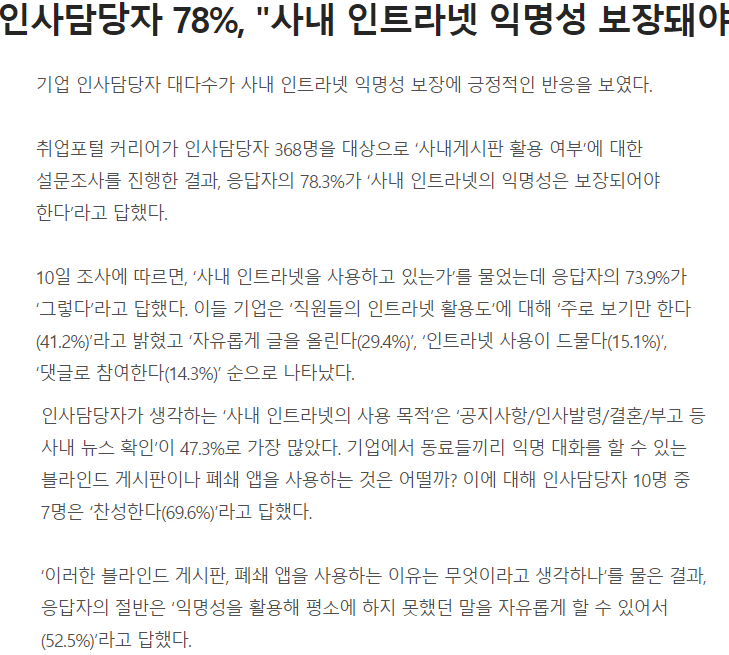 인사담당자 78%, "사내 인트라넷 익명성 보장돼야
기업 인사담당자 대다수가 사내 인트라넷 익명성 보장에 긍정적인 반응을 보였다.
취업포털 커리어가 인사담당자 368명을 대상으로 ‘사내게시판 활용 여부’에 대한
설문조사를 진행한 결과, 응답자의 78.3%가 ‘사내 인트라넷의 익명성은 보장되어야
한다’라고 답했다.
10일 조사에 따르면, ‘사내 인트라넷을 사용하고 있는가’를 물었는데 응답자의 73.9%가
‘그렇다’라고 답했다. 이들 기업은 ‘직원들의 인트라넷 활용도’에 대해 ‘주로 보기만 한다
(41.2%)’라고 밝혔고 ‘자유롭게 글을 올린다(29.4%)’, ‘인트라넷 사용이 드물다(15.1%)’,
‘댓글로 참여한다(14.3%)’ 순으로 나타났다.
인사담당자가 생각하는 ‘사내 인트라넷의 사용 목적’은 ‘공지사항/인사발령/결혼/부고 등
사내 뉴스 확인’이 47.3%로 가장 많았다. 기업에서 동료들끼리 익명 대화를 할 수 있는
블라인드 게시판이나 폐쇄 앱을 사용하는 것은 어떨까? 이에 대해 인사담당자 10명 중
7명은 ‘찬성한다(69.6%)’라고 답했다.
‘이러한 블라인드 게시판, 폐쇄 앱을 사용하는 이유는 무엇이라고 생각하나’를 물은 결과,
응답자의 절반은 ‘익명성을 활용해 평소에 하지 못했던 말을 자유롭게 할 수 있어서
(52.5%)’라고 답했다.